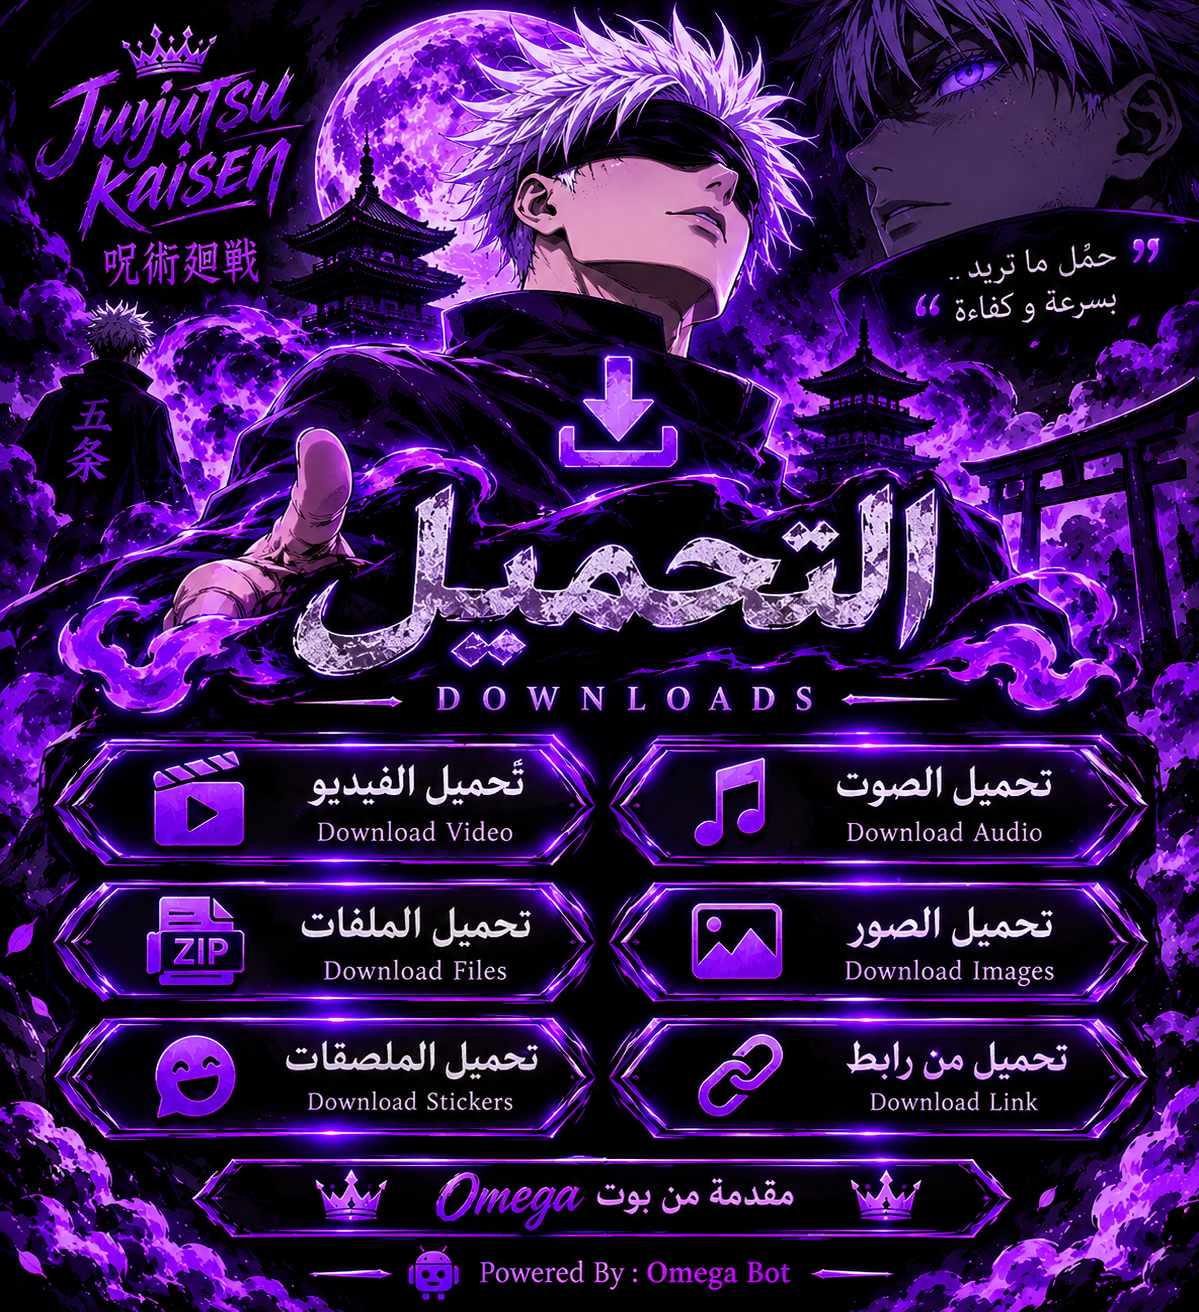 Jujutsu
Kaisen
呪術廻戦
حمّل ما تريد ..
بسرعة و كفاءة
五
条
التحميل
DOWNLOADS
تَّحميل الفيديو
Download Video
تحميل الصوت
Download Audio
ZIP
تحميل الملفات
Download Files
تحميل الصور
Download Images
تحميل الملصقات
Download Stickers
تحميل من رابط
Download Link
مقدمة من بوت Omega
Powered By : Omega Bot